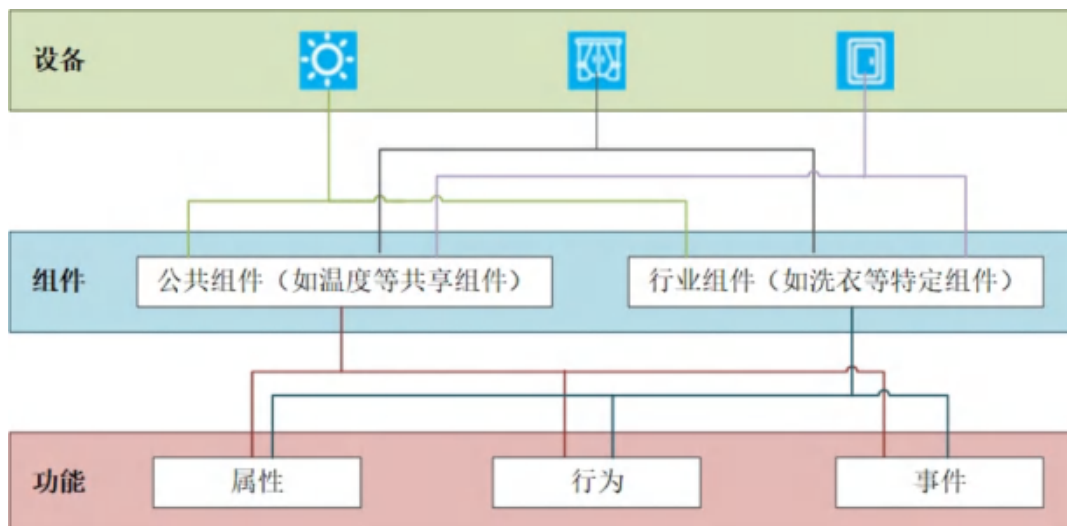 设备
组件
公共组件（如温度等共享组件）
行业组件（如洗衣等特定组件）
功能
属性
行为
事件